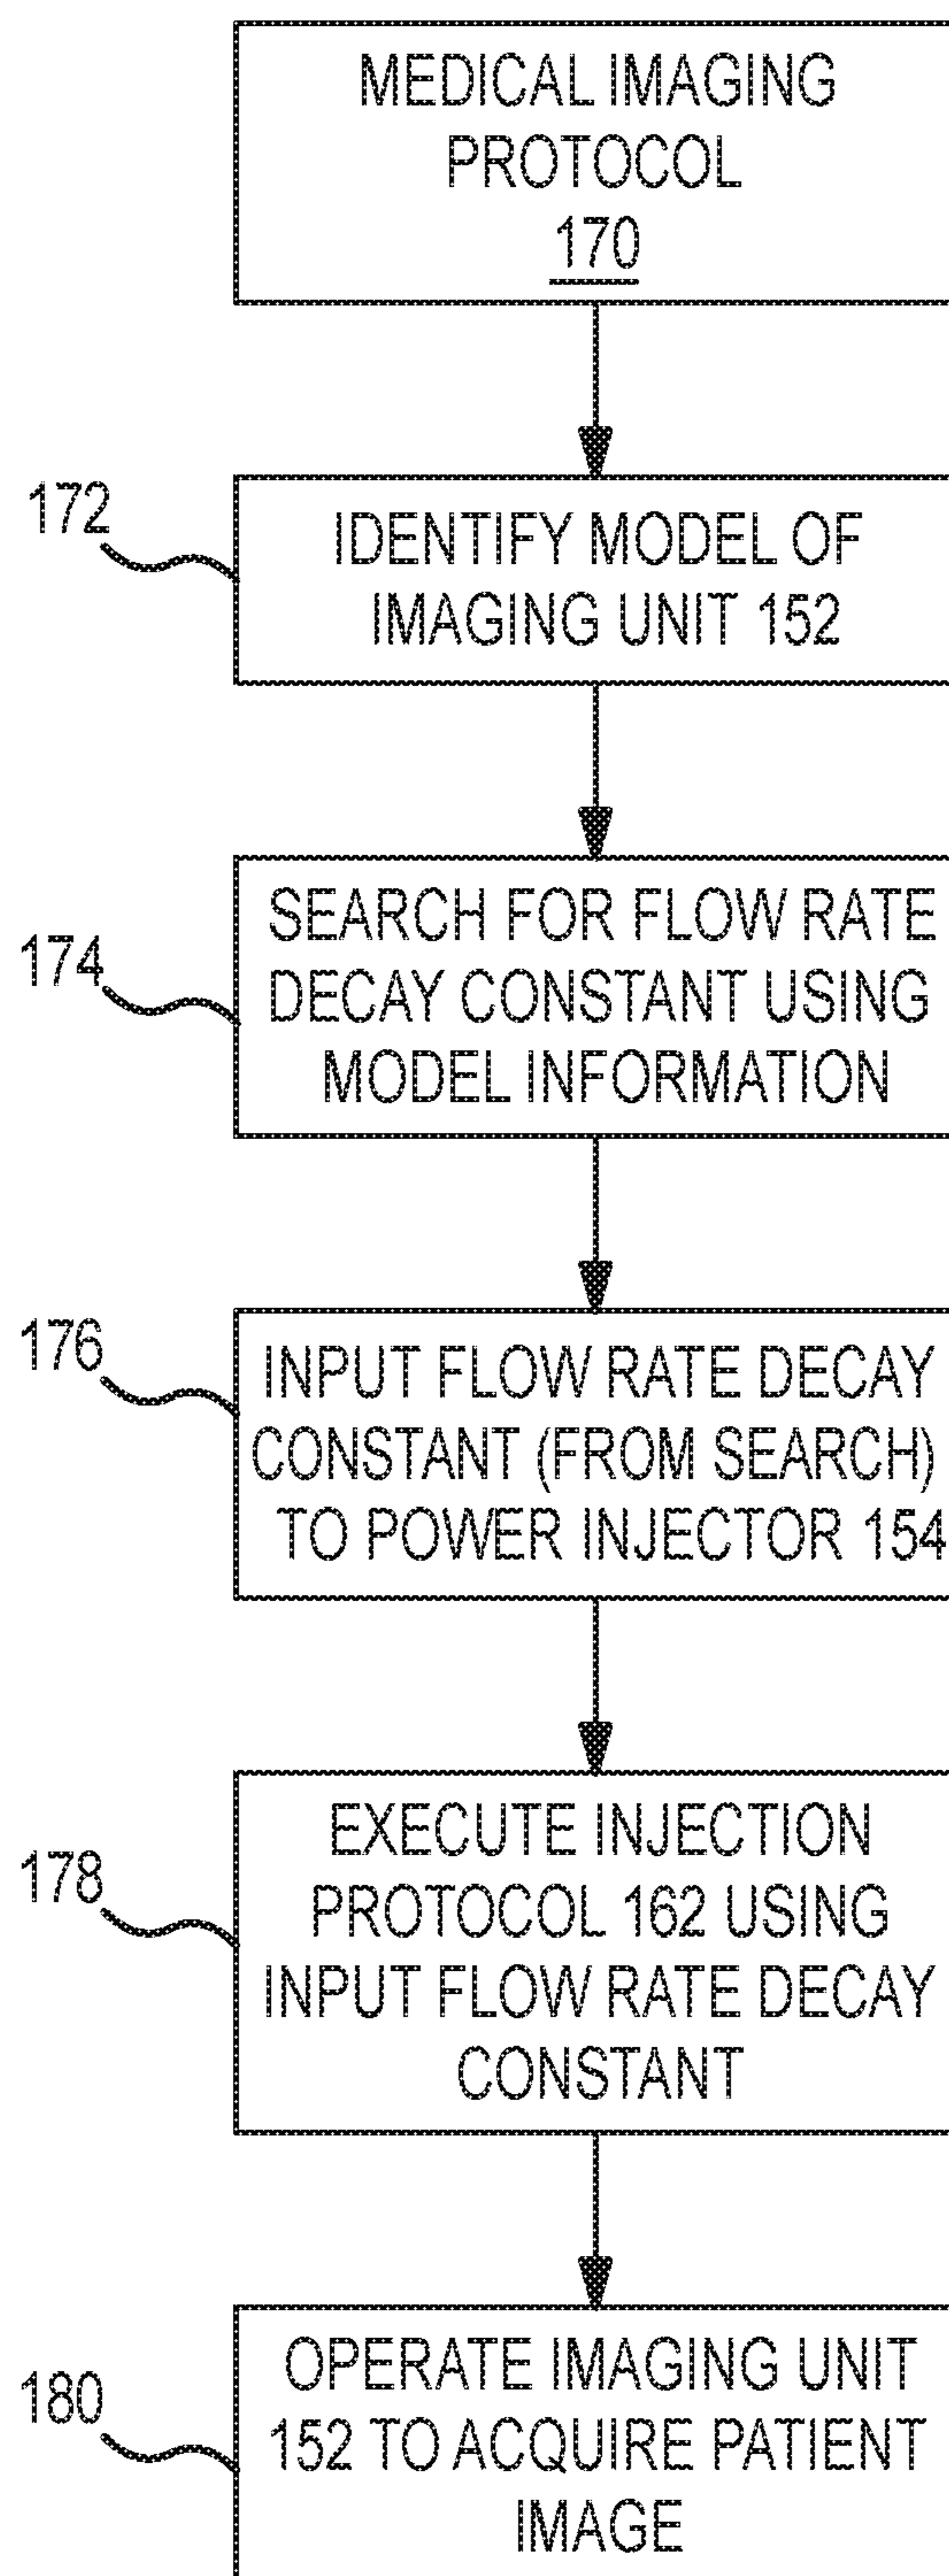 MEDICAL IMAGING
PROTOCOL
170
172
IDENTIFY MODEL OF
IMAGING UNIT 152
174
SEARCH FOR FLOW RATE
DECAY CONSTANT USING
MODEL INFORMATION
176
INPUT FLOW RATE DECAY
CONSTANT (FROM SEARCH)
TO POWER INJECTOR 154
178
EXECUTE INJECTION
PROTOCOL 162 USING
INPUT FLOW RATE DECAY
CONSTANT
180
OPERATE IMAGING UNIT
152 TO ACQUIRE PATIENT
IMAGE